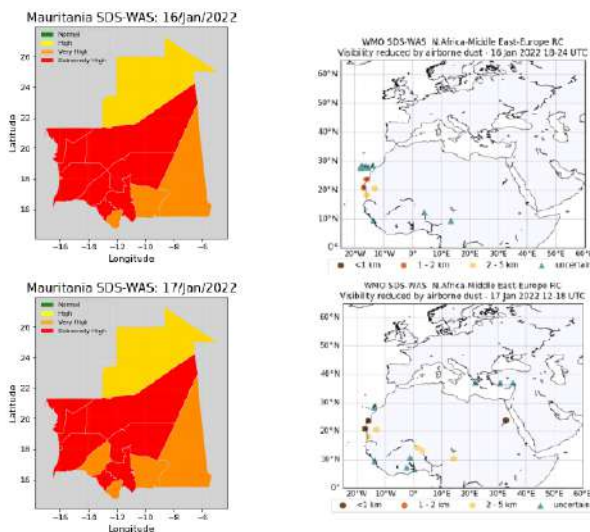 Mauritania SDS-WAS: 16/Jan/2022
Normal
High
Very High
Extremely High
26
24
22
20
18
16
Latitude
−16 −14 −12 −10 −8 −6
Longitude
WMO SDS-WAS N.Africa-Middle East-Europe RC
Visibility reduced by airborne dust - 16 Jan 2022 18-24 UTC
60°N
50°N
40°N
30°N
20°N
10°N
0°
20°W 10°W 0° 10°E 20°E 30°E 40°E 50°E 60°E
<1 km 1 - 2 km 2 - 5 km uncertain
Mauritania SDS-WAS: 17/Jan/2022
Normal
High
Very High
Extremely High
26
24
22
20
18
16
Latitude
−16 −14 −12 −10 −8 −6
Longitude
WMO SDS-WAS N.Africa-Middle East-Europe RC
Visibility reduced by airborne dust - 17 Jan 2022 12-18 UTC
60°N
50°N
40°N
30°N
20°N
10°N
0°
20°W 10°W 0° 10°E 20°E 30°E 40°E 50°E 60°E
<1 km 1 - 2 km 2 - 5 km uncertain